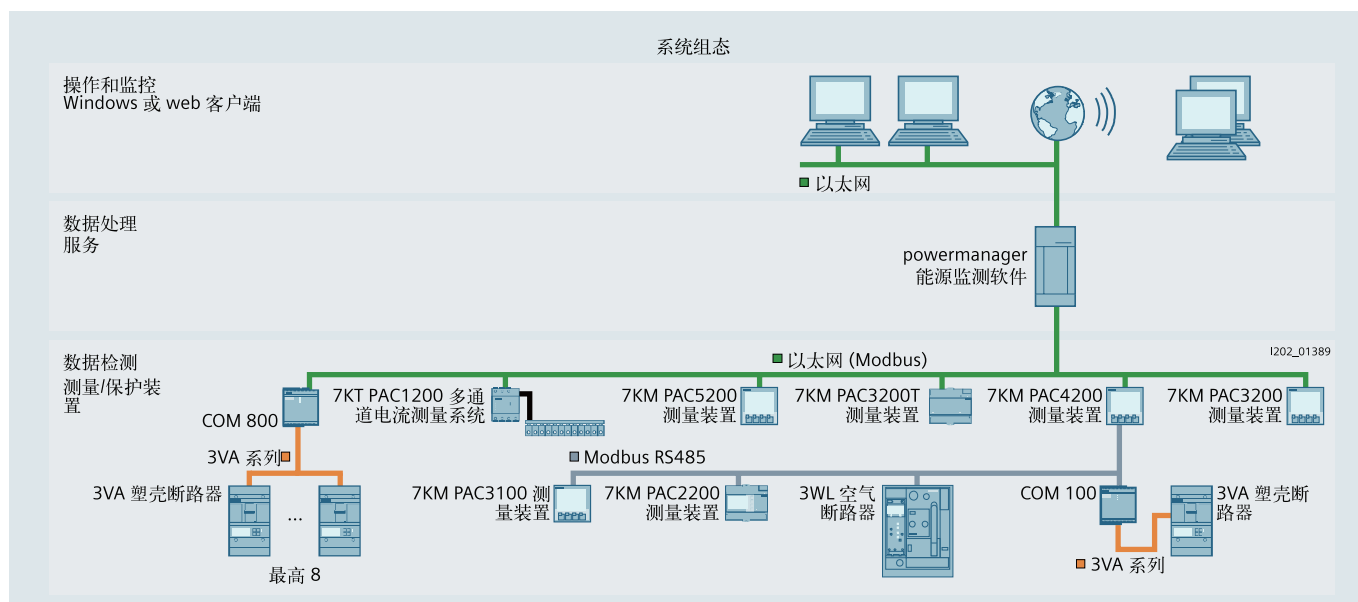 系统组态
操作和监控
Windows 或 web 客户端
以太网
数据处理
服务
powermanager
能源监测软件
I202_01389
数据检测
测量/保护装
置
以太网 (Modbus)
COM 800
7KT PAC1200 多通
道电流测量系统
7KM PAC5200
测量装置
7KM PAC3200T
测量装置
7KM PAC4200
测量装置
7KM PAC3200
测量装置
3VA 系列
Modbus RS485
3VA 塑壳断路器
...
最高 8
7KM PAC3100 测
量装置
7KM PAC2200
测量装置
3WL 空气
断路器
COM 100
3VA 塑壳断
路器
3VA 系列